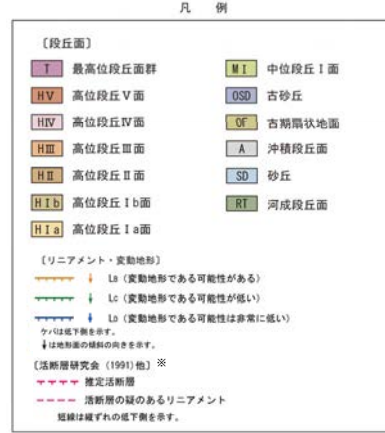 凡 例
〔段丘面〕
T 最高位段丘面群
HⅤ 高位段丘Ⅴ面
HⅣ 高位段丘Ⅳ面
HⅢ 高位段丘Ⅲ面
HⅡ 高位段丘Ⅱ面
HⅠb 高位段丘Ⅰb面
HⅠa 高位段丘Ⅰa面
MⅠ 中位段丘Ⅰ面
OSD 古砂丘
OF 古期扇状地面
A 沖積段丘面
SD 砂丘
RT 河成段丘面
〔リニアメント・変動地形〕
LB (変動地形である可能性がある)
LC (変動地形である可能性が低い)
LD (変動地形である可能性は非常に低い)
ケバは低下側を示す。
↓は地形面の傾斜の向きを示す。
〔活断層研究会(1991)他〕※
推定活断層
活断層の疑のあるリニアメント
短線は縦ずれの低下側を示す。